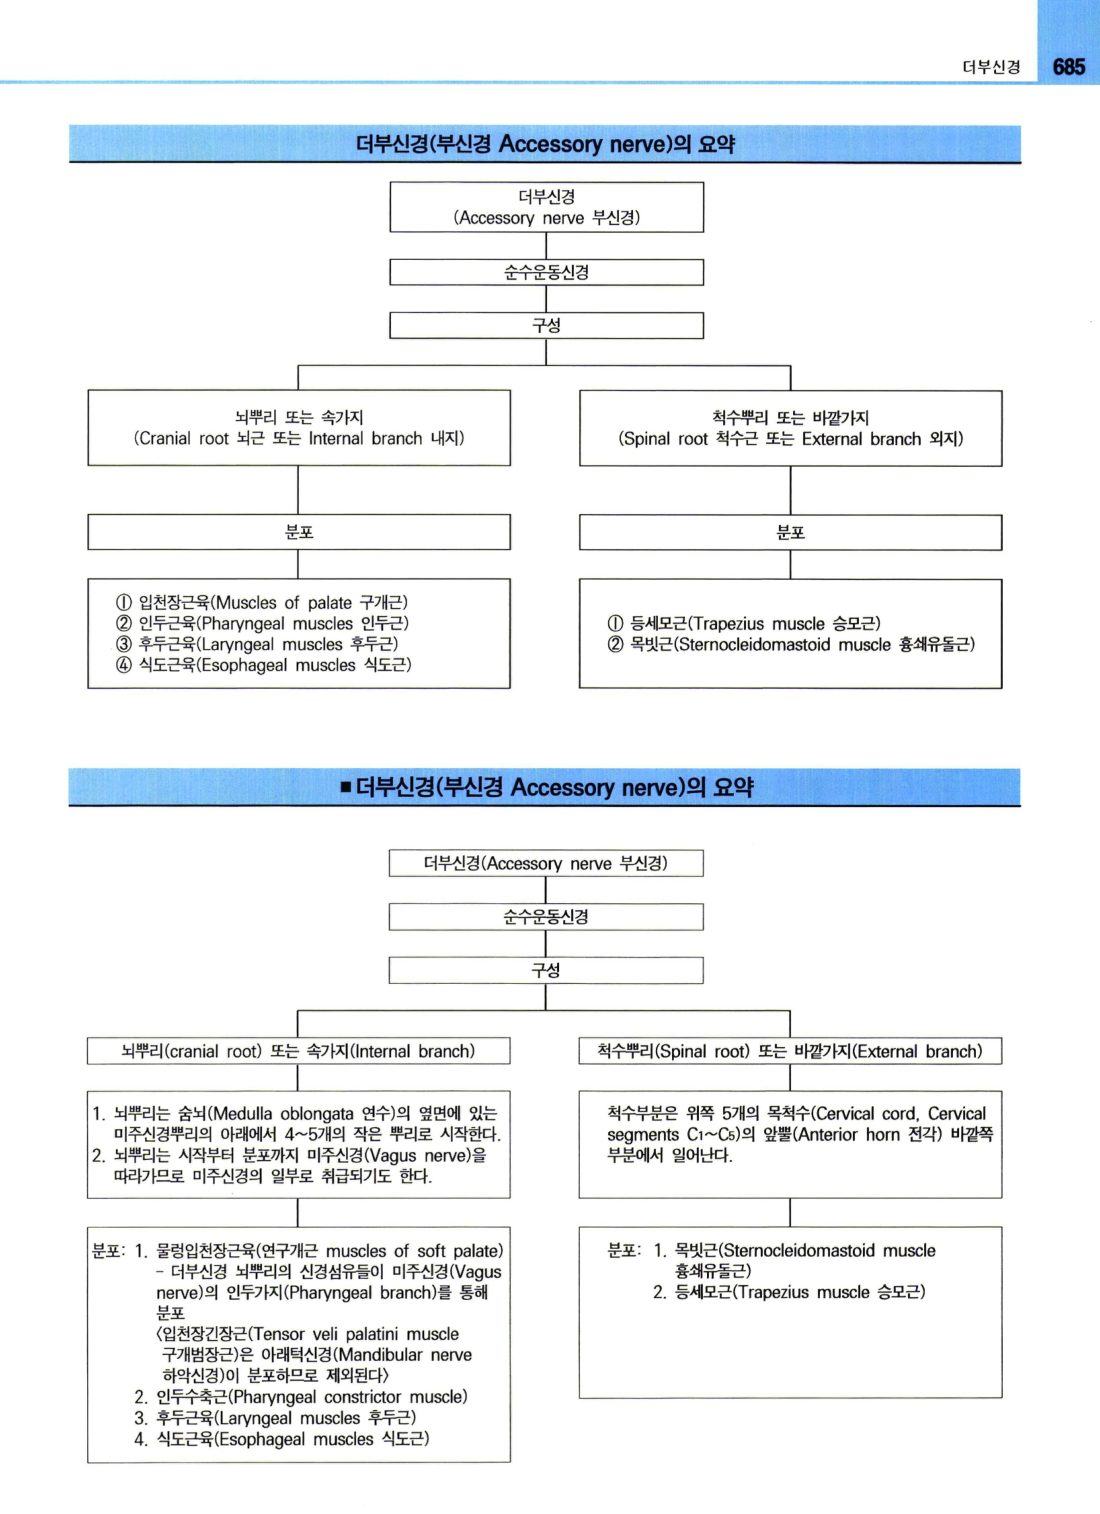 더부신경 685
더부신경(부신경 Accessory nerve)의 요약
더부신경
(Accessory nerve 부신경)
순수운동신경
구성
뇌뿌리 또는 속가지
(Cranial root 뇌근 또는 Internal branch 내지)
척수뿌리 또는 바깥가지
(Spinal root 척수근 또는 External branch 외지)
분포
분포
① 입천장근육(Muscles of palate 구개근)
② 인두근육(Pharyngeal muscles 인두근)
③ 후두근육(Laryngeal muscles 후두근)
④ 식도근육(Esophageal muscles 식도근)
① 등세모근(Trapezius muscle 승모근)
② 목빗근(Sternocleidomastoid muscle 흉쇄유돌근)
■ 더부신경(부신경 Accessory nerve)의 요약
더부신경(Accessory nerve 부신경)
순수운동신경
구성
뇌뿌리(cranial root) 또는 속가지(Internal branch)
척수뿌리(Spinal root) 또는 바깥가지(External branch)
1. 뇌뿌리는 숨뇌(Medulla oblongata 연수)의 옆면에 있는
미주신경뿌리의 아래에서 4~5개의 작은 뿌리로 시작한다.
2. 뇌뿌리는 시작부터 분포까지 미주신경(Vagus nerve)을
따라가므로 미주신경의 일부로 취급되기도 한다.
척수부분은 위쪽 5개의 목척수(Cervical cord, Cervical
segments C1~C5)의 앞뿔(Anterior horn 전각) 바깥쪽
부분에서 일어난다.
분포: 1. 물렁입천장근육(연구개근 muscles of soft palate)
- 더부신경 뇌뿌리의 신경섬유들이 미주신경(Vagus
nerve)의 인두가지(Pharyngeal branch)를 통해
분포
〈입천장긴장근(Tensor veli palatini muscle
구개범장근)은 아래턱신경(Mandibular nerve
하악신경)이 분포하므로 제외된다〉
2. 인두수축근(Pharyngeal constrictor muscle)
3. 후두근육(Laryngeal muscles 후두근)
4. 식도근육(Esophageal muscles 식도근)
분포: 1. 목빗근(Sternocleidomastoid muscle
흉쇄유돌근)
2. 등세모근(Trapezius muscle 승모근)